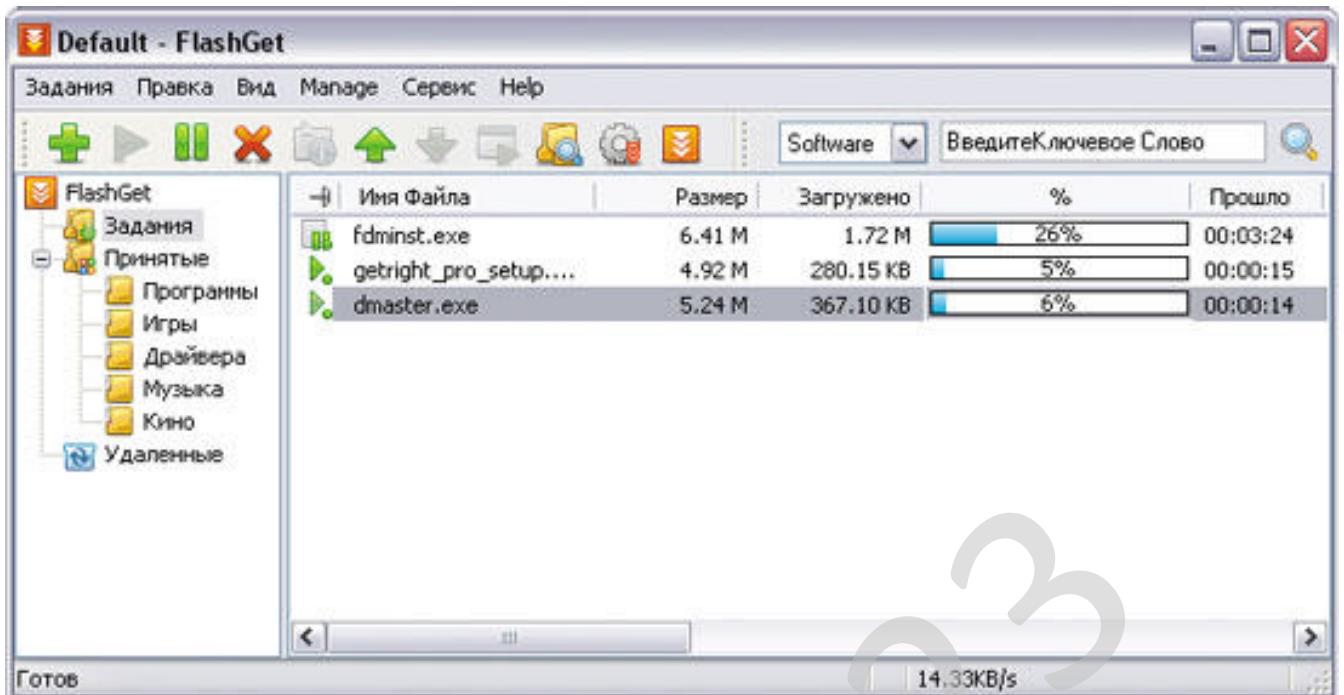 Default - FlashGet
Задания Правка Вид Manage Сервис Help
Software ВведитеКлючевое Слово
FlashGet
Задания
Принятые
Программы
Игры
Драйвера
Музыка
Кино
Удаленные
Имя Файла Размер Загружено % Прошло
fdminst.exe 6.41 M 1.72 M 26% 00:03:24
getright_pro_setup.... 4.92 M 280.15 KB 5% 00:00:15
dmaster.exe 5.24 M 367.10 KB 6% 00:00:14
Готов 14.33KB/s